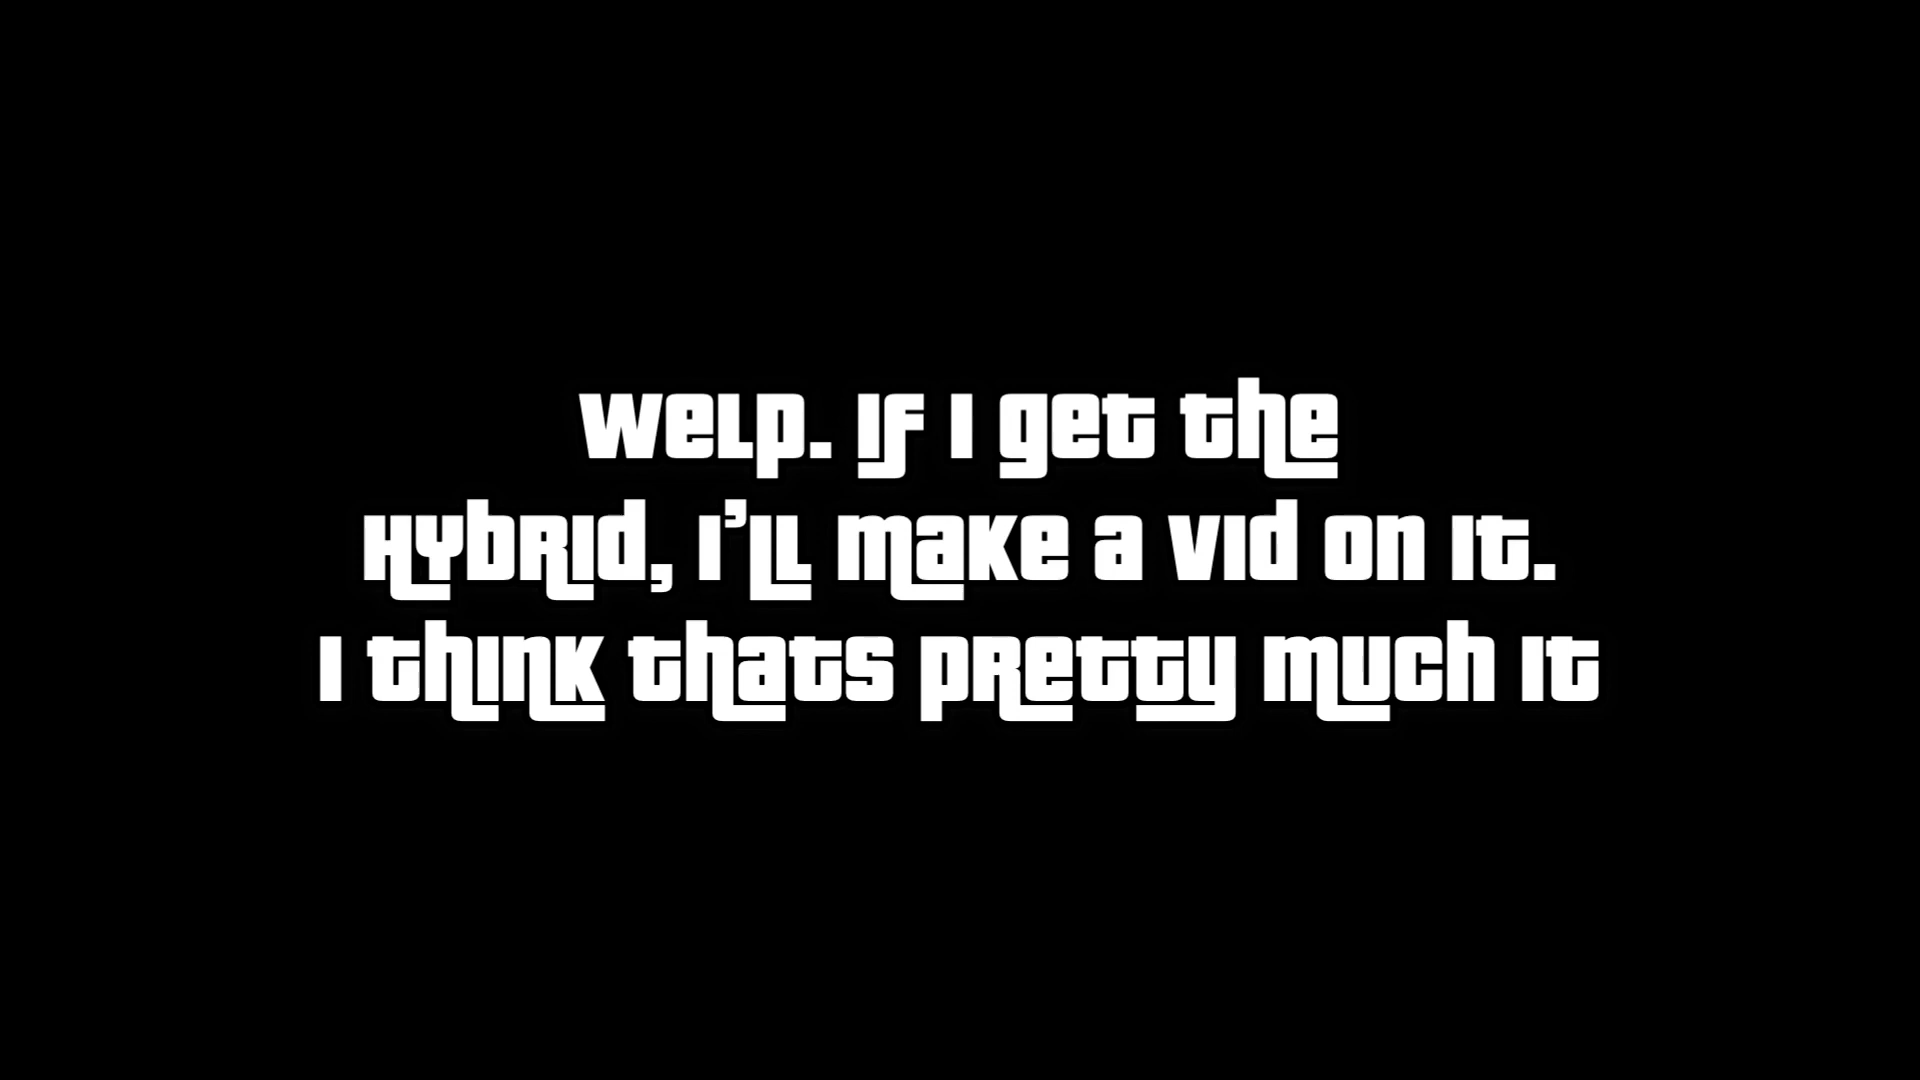 Welp. If I get the
Hybrid, I'll make a vid on it.
I think thats pretty much it